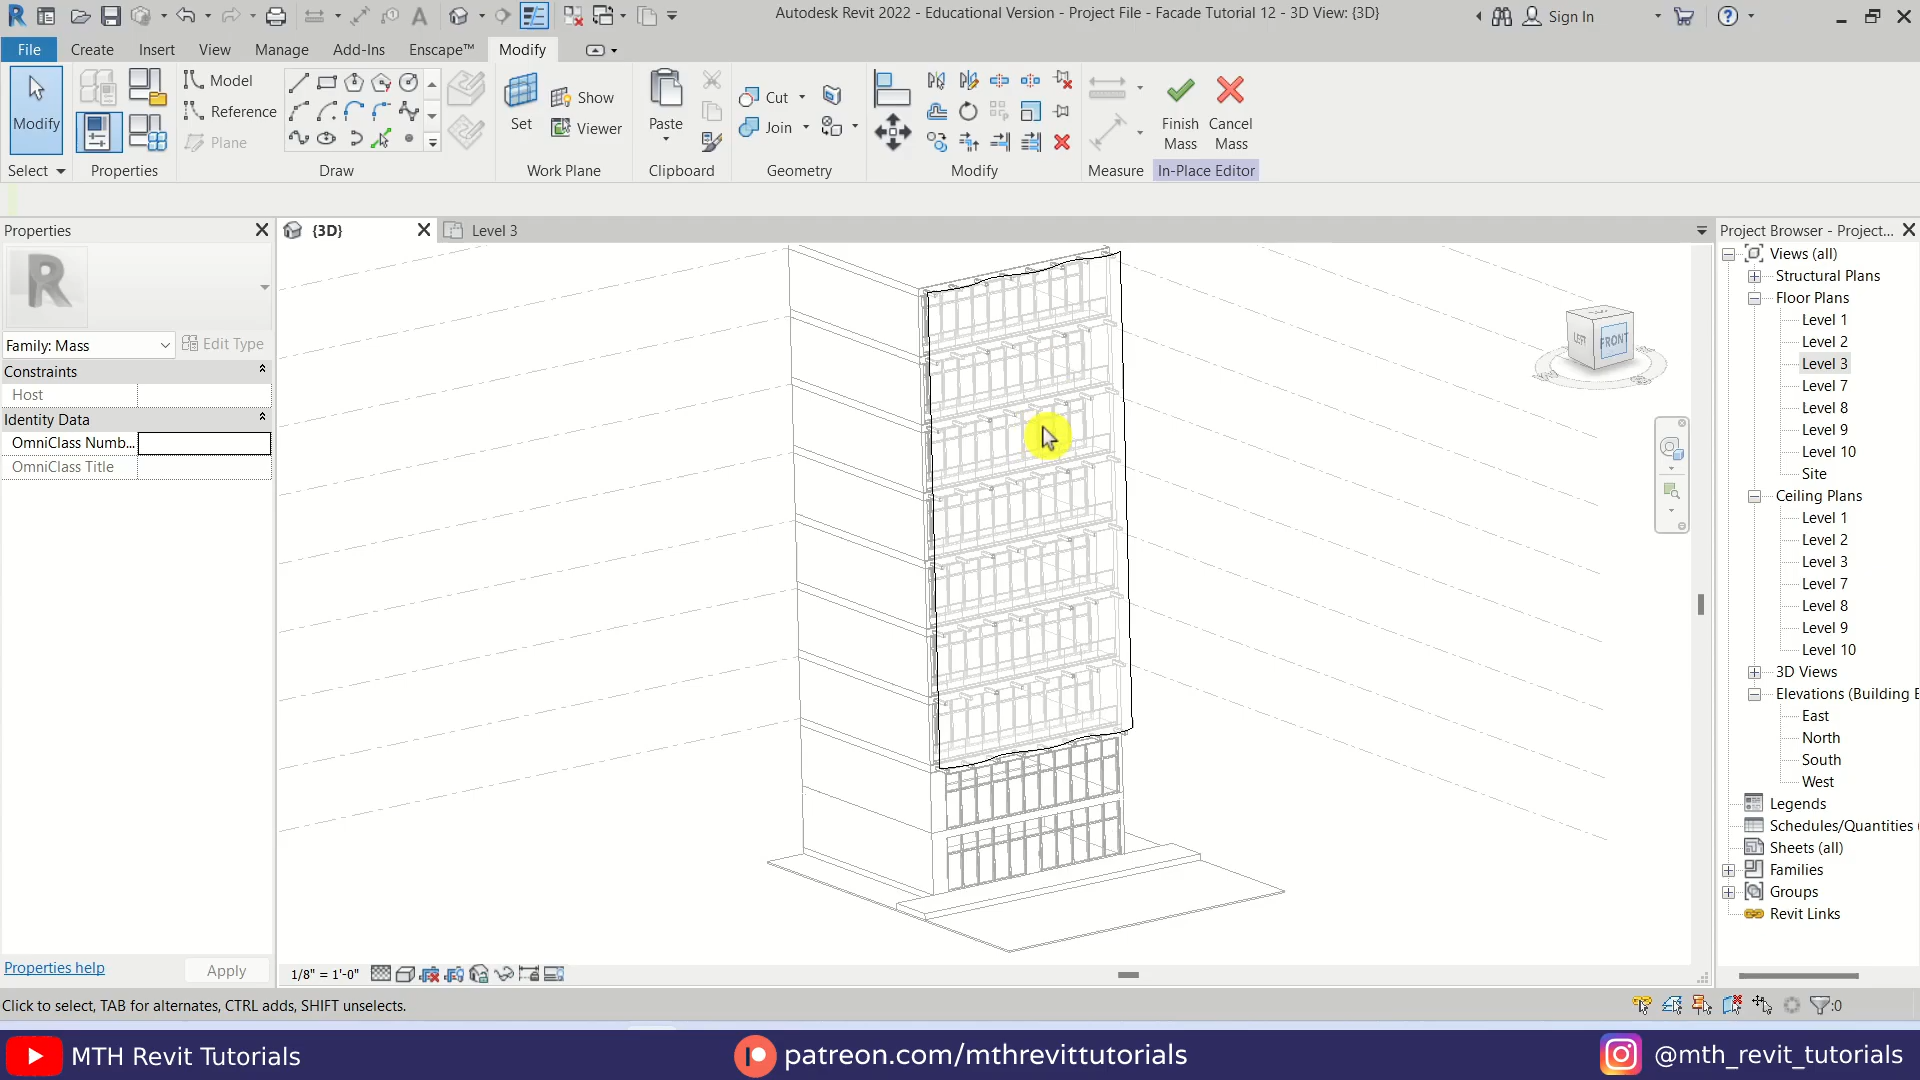 Autodesk Revit 2022 - Educational Version - Project File - Facade Tutorial 12 - 3D View: {3D}
Sign In
File
Create
Insert
View
Manage
Add-Ins
Enscape™
Modify
Modify
Select
Properties
Model
Reference
Plane
Draw
Set
Show
Viewer
Work Plane
Paste
Clipboard
Cut
Join
Geometry
Modify
Measure
Finish
Mass
Cancel
Mass
In-Place Editor
Properties
{3D}
Level 3
Project Browser - Project...
R
Family: Mass
Edit Type
Constraints
Host
Identity Data
OmniClass Numb...
OmniClass Title
LEFT
FRONT
Views (all)
Structural Plans
Floor Plans
Level 1
Level 2
Level 3
Level 7
Level 8
Level 9
Level 10
Site
Ceiling Plans
Level 1
Level 2
Level 3
Level 7
Level 8
Level 9
Level 10
3D Views
Elevations (Building E
East
North
South
West
Legends
Schedules/Quantities (
Sheets (all)
Families
Groups
Revit Links
Properties help
Apply
1/8" = 1'-0"
Click to select, TAB for alternates, CTRL adds, SHIFT unselects.
:0
MTH Revit Tutorials
patreon.com/mthrevittutorials
@mth_revit_tutorials